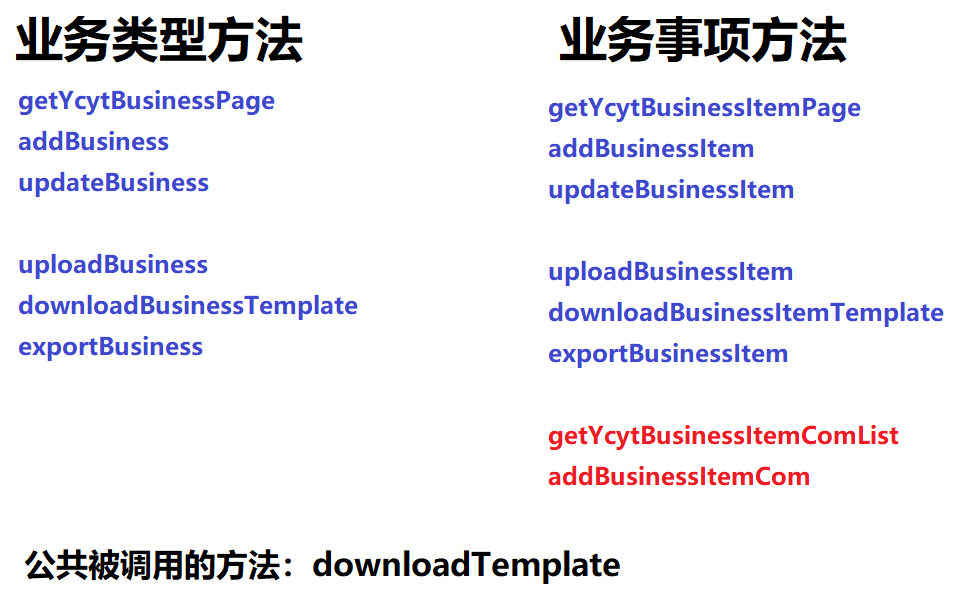 业务类型方法
getYcytBusinessPage
addBusiness
updateBusiness
uploadBusiness
downloadBusinessTemplate
exportBusiness
业务事项方法
getYcytBusinessItemPage
addBusinessItem
updateBusinessItem
uploadBusinessItem
downloadBusinessItemTemplate
exportBusinessItem
getYcytBusinessItemComList
addBusinessItemCom
公共被调用的方法：downloadTemplate